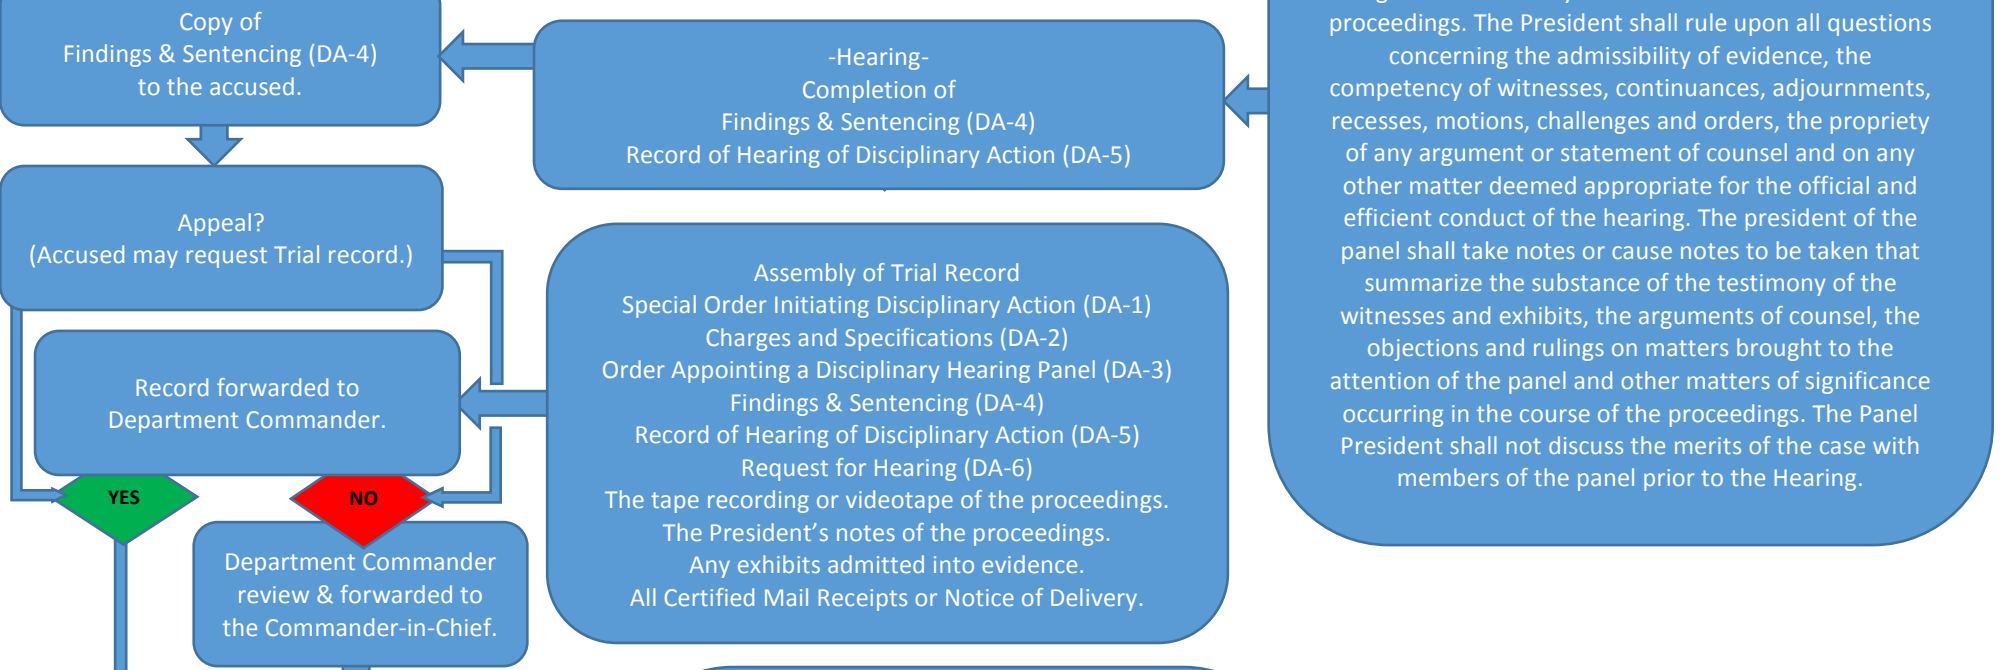 Copy of
Findings & Sentencing (DA-4)
to the accused.
-Hearing-
Completion of
Findings & Sentencing (DA-4)
Record of Hearing of Disciplinary Action (DA-5)
proceedings. The President shall rule upon all questions
concerning the admissibility of evidence, the
competency of witnesses, continuances, adjournments,
recesses, motions, challenges and orders, the propriety
of any argument or statement of counsel and on any
other matter deemed appropriate for the official and
efficient conduct of the hearing. The president of the
panel shall take notes or cause notes to be taken that
summarize the substance of the testimony of the
witnesses and exhibits, the arguments of counsel, the
objections and rulings on matters brought to the
attention of the panel and other matters of significance
occurring in the course of the proceedings. The Panel
President shall not discuss the merits of the case with
members of the panel prior to the Hearing.
Appeal?
(Accused may request Trial record.)
Assembly of Trial Record
Special Order Initiating Disciplinary Action (DA-1)
Charges and Specifications (DA-2)
Order Appointing a Disciplinary Hearing Panel (DA-3)
Findings & Sentencing (DA-4)
Record of Hearing of Disciplinary Action (DA-5)
Request for Hearing (DA-6)
The tape recording or videotape of the proceedings.
The President’s notes of the proceedings.
Any exhibits admitted into evidence.
All Certified Mail Receipts or Notice of Delivery.
Record forwarded to
Department Commander.
YES
NO
Department Commander
review & forwarded to
the Commander-in-Chief.